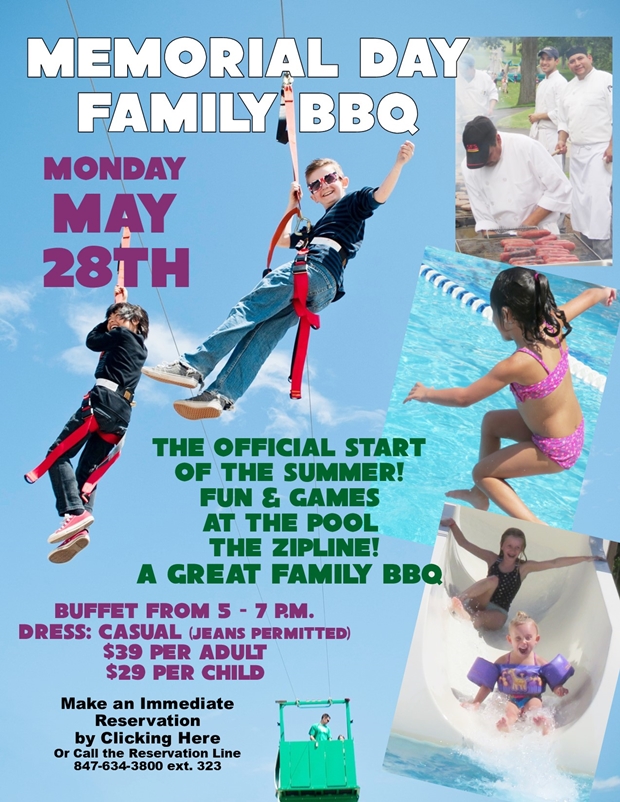 MEMORIAL DAY
FAMILY BBQ
MONDAY
MAY
28TH
THE OFFICIAL START
OF THE SUMMER!
FUN & GAMES
AT THE POOL
THE ZIPLINE!
A GREAT FAMILY BBQ
BUFFET FROM 5 - 7 P.M.
DRESS: CASUAL (JEANS PERMITTED)
$39 PER ADULT
$29 PER CHILD
Make an Immediate
Reservation
by Clicking Here
Or Call the Reservation Line
847-634-3800 ext. 323